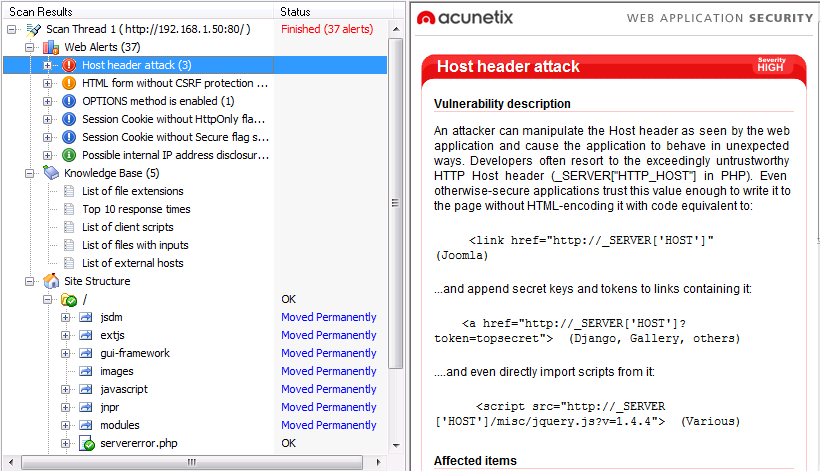 Scan Results
Status
Scan Thread 1 ( http://192.168.1.50:80/ )
Finished (37 alerts)
Web Alerts (37)
Host header attack (3)
HTML form without CSRF protection ...
OPTIONS method is enabled (1)
Session Cookie without HttpOnly flag...
Session Cookie without Secure flag s...
Possible internal IP address disclosur...
Knowledge Base (5)
List of file extensions
Top 10 response times
List of client scripts
List of files with inputs
List of external hosts
Site Structure
/
OK
jsdm
Moved Permanently
extjs
Moved Permanently
gui-framework
Moved Permanently
images
Moved Permanently
javascript
Moved Permanently
jnpr
Moved Permanently
modules
Moved Permanently
servererror.php
OK
acunetix
WEB APPLICATION SECURITY
Host header attack
Severity
HIGH
Vulnerability description
An attacker can manipulate the Host header as seen by the web
application and cause the application to behave in unexpected
ways. Developers often resort to the exceedingly untrustworthy
HTTP Host header (_SERVER["HTTP_HOST"] in PHP). Even
otherwise-secure applications trust this value enough to write it to
the page without HTML-encoding it with code equivalent to:
<link href="http://_SERVER['HOST']"
(Joomla)
...and append secret keys and tokens to links containing it:
<a href="http://_SERVER['HOST']?
token=topsecret"> (Django, Gallery, others)
....and even directly import scripts from it:
<script src="http://_SERVER
['HOST']/misc/jquery.js?v=1.4.4"> (Various)
Affected items